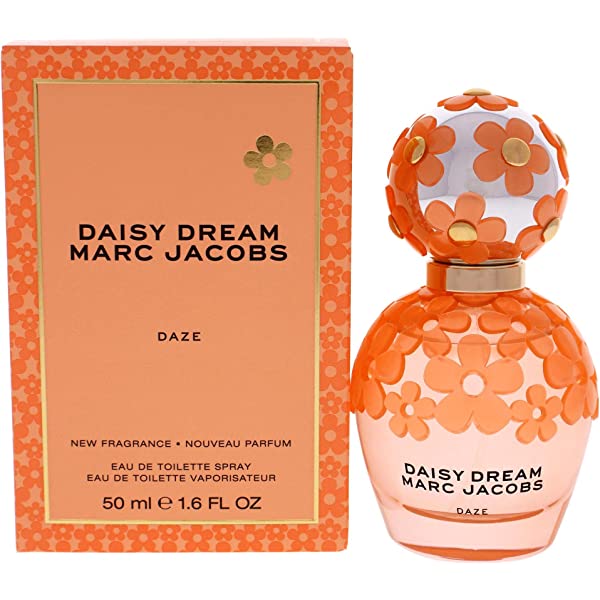 DAISY DREAM
MARC JACOBS
DAZE
NEW FRAGRANCE • NOUVEAU PARFUM
EAU DE TOILETTE SPRAY
EAU DE TOILETTE VAPORISATEUR
50 ml ℮ 1.6 FL OZ
DAISY DREAM
MARC JACOBS
DAZE